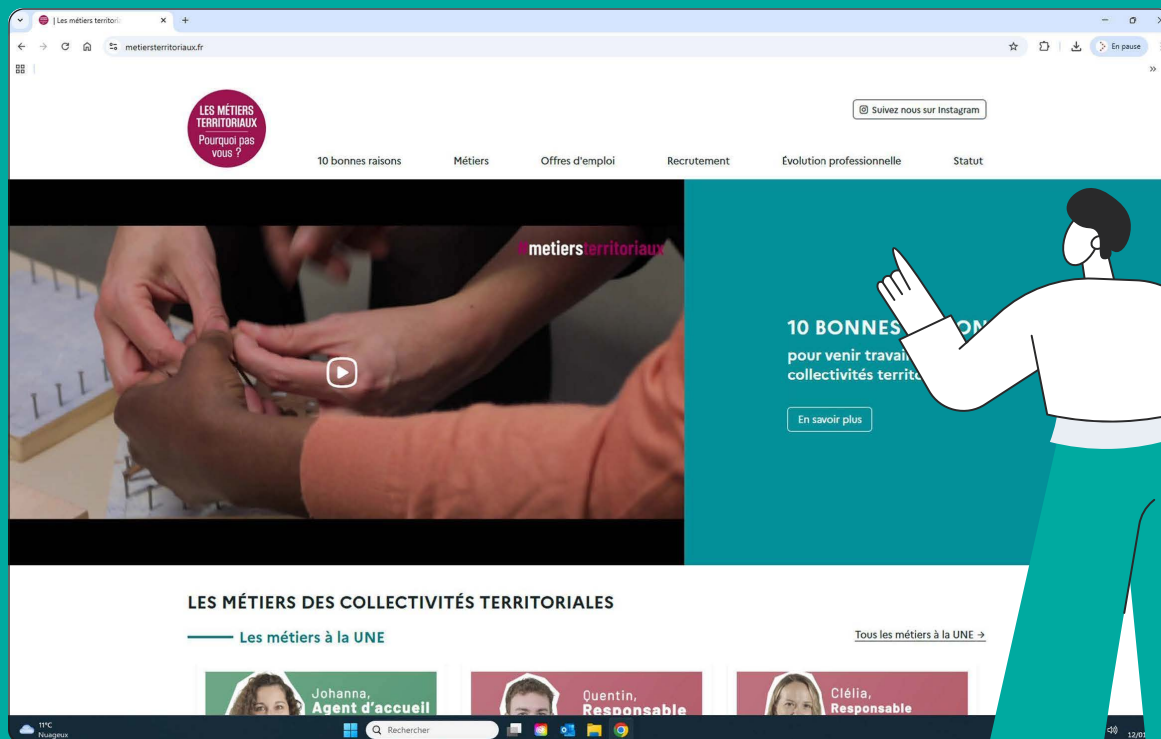 | Les métiers territori
metiersterritoriaux.fr
En pause
LES MÉTIERS
TERRITORIAUX
Pourquoi pas
vous ?
Suivez nous sur Instagram
10 bonnes raisons
Métiers
Offres d'emploi
Recrutement
Évolution professionnelle
Statut
#metiersterritoriaux
10 BONNES
pour venir
collectivités
En savoir plus
LES MÉTIERS DES COLLECTIVITÉS TERRITORIALES
Les métiers à la UNE
Tous les métiers à la UNE →
Johanna,
Agent d'accueil
Quentin,
Responsable
Clélia,
Responsable
11°C
Nuageux
Rechercher